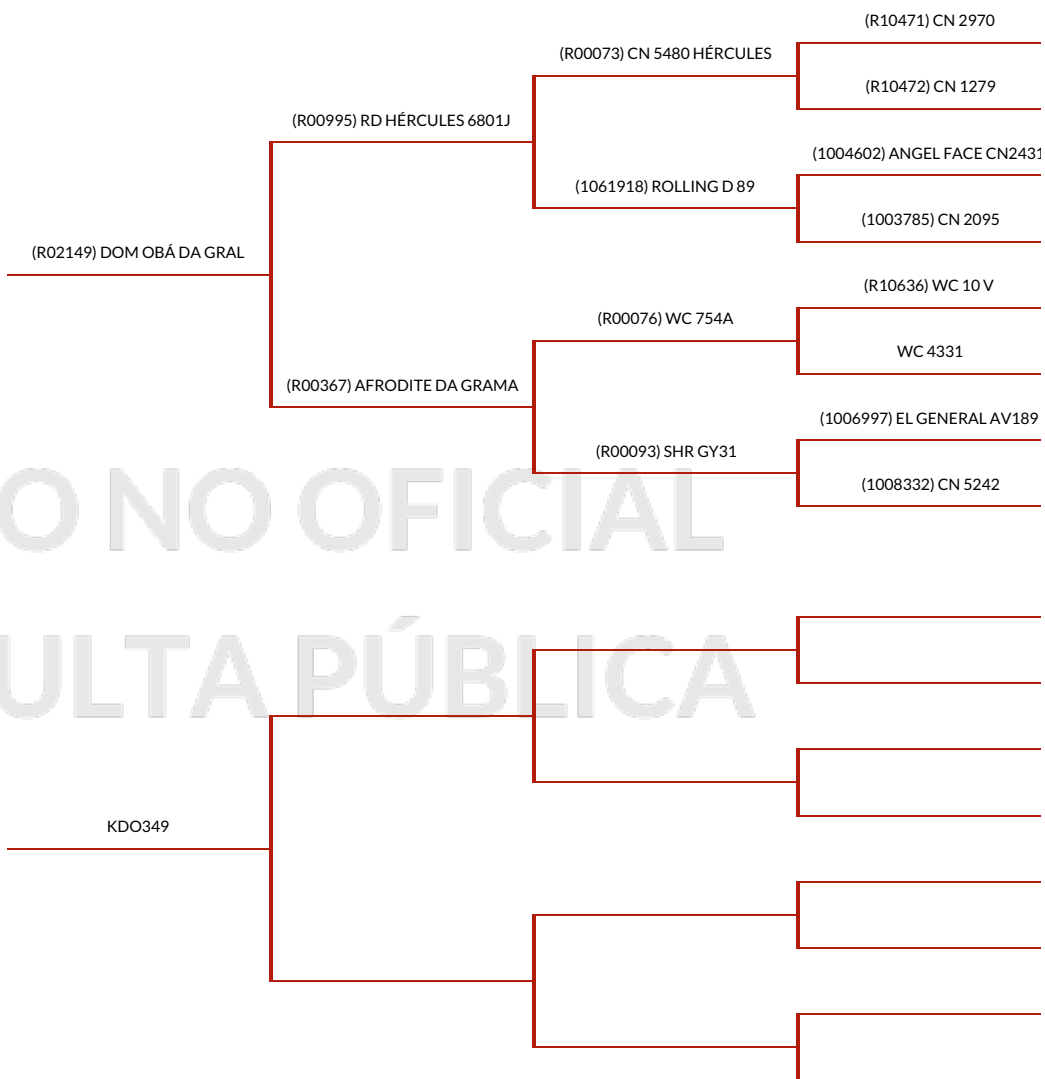 (R10471) CN 2970
(R00073) CN 5480 HÉRCULES
(R10472) CN 1279
(R00995) RD HÉRCULES 6801J
(1004602) ANGEL FACE CN2431
(1061918) ROLLING D 89
(1003785) CN 2095
(R02149) DOM OBÁ DA GRAL
(R10636) WC 10 V
(R00076) WC 754A
WC 4331
(R00367) AFRODITE DA GRAMA
(1006997) EL GENERAL AV189
(R00093) SHR GY31
(1008332) CN 5242
O NO OFICIAL
ULTA PÚBLICA
KDO349